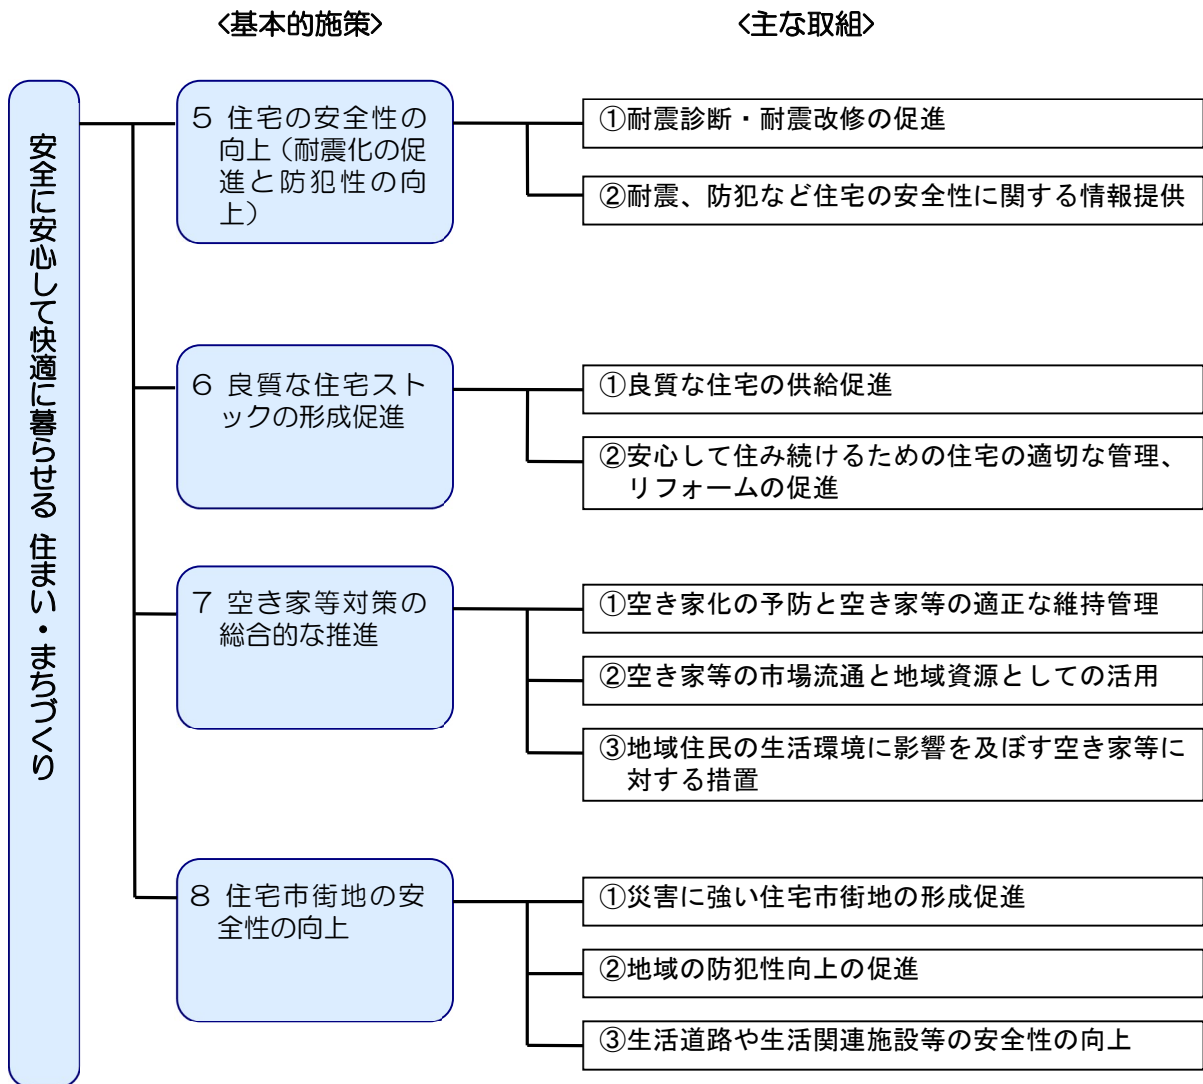 <基本的施策>
<主な取組>
安全に安心して快適に暮らせる 住まい・まちづくり
5 住宅の安全性の
向上（耐震化の促
進と防犯性の向
上）
①耐震診断・耐震改修の促進
②耐震、防犯など住宅の安全性に関する情報提供
6 良質な住宅スト
ックの形成促進
①良質な住宅の供給促進
②安心して住み続けるための住宅の適切な管理、
リフォームの促進
7 空き家等対策の
総合的な推進
①空き家化の予防と空き家等の適正な維持管理
②空き家等の市場流通と地域資源としての活用
③地域住民の生活環境に影響を及ぼす空き家等に
対する措置
8 住宅市街地の安
全性の向上
①災害に強い住宅市街地の形成促進
②地域の防犯性向上の促進
③生活道路や生活関連施設等の安全性の向上